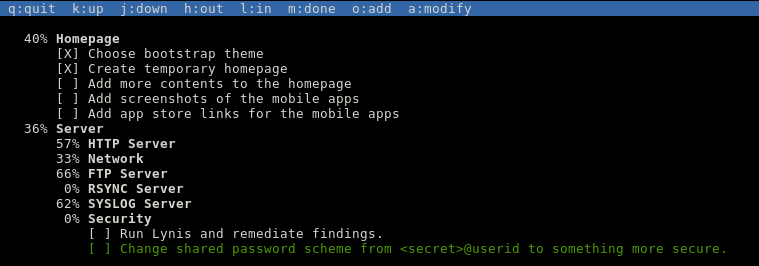 q:quit  k:up  j:down  h:out  l:in  m:done  o:add  a:modify
40% Homepage
[X] Choose bootstrap theme
[X] Create temporary homepage
[ ] Add more contents to the homepage
[ ] Add screenshots of the mobile apps
[ ] Add app store links for the mobile apps
36% Server
57% HTTP Server
33% Network
66% FTP Server
0% RSYNC Server
62% SYSLOG Server
0% Security
[ ] Run Lynis and remediate findings.
[ ] Change shared password scheme from <secret>@userid to something more secure.